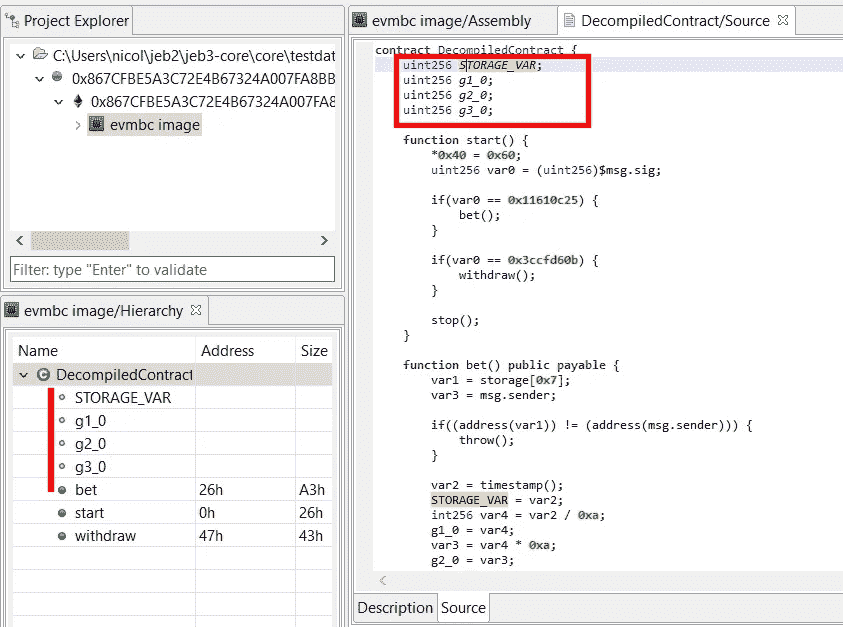 Project Explorer
C:\Users\nicol\jeb2\jeb3-core\core\testdat
0x867CFBE5A3C72E4B67324A007FA8BB
0x867CFBE5A3C72E4B67324A007FA8
evmbc image
Filter: type "Enter" to validate
evmbc image/Hierarchy
Name Address Size
DecompiledContract
STORAGE_VAR
g1_0
g2_0
g3_0
bet 26h A3h
start 0h 26h
withdraw 47h 43h
evmbc image/Assembly
DecompiledContract/Source
contract DecompiledContract {
uint256 STORAGE_VAR;
uint256 g1_0;
uint256 g2_0;
uint256 g3_0;
function start() {
*0x40 = 0x60;
uint256 var0 = (uint256)$msg.sig;
if(var0 == 0x11610c25) {
bet();
}
if(var0 == 0x3ccfd60b) {
withdraw();
}
stop();
}
function bet() public payable {
var1 = storage[0x7];
var3 = msg.sender;
if((address(var1)) != (address(msg.sender))) {
throw();
}
var2 = timestamp();
STORAGE_VAR = var2;
int256 var4 = var2 / 0xa;
g1_0 = var4;
var3 = var4 * 0xa;
g2_0 = var3;
Description Source